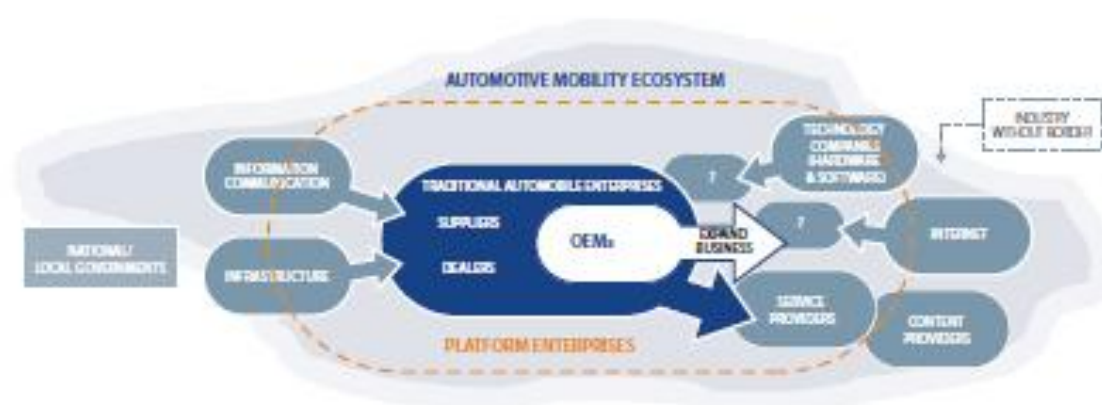 AUTOMOTIVE MOBILITY ECOSYSTEM
INDUSTRY
WITHOUT BORDER
TECHNOLOGY
COMPANIES
(HARDWARE
& SOFTWARE)
INFORMATION
COMMUNICATION
TRADITIONAL AUTOMOBILE ENTERPRISES
?
SUPPLIERS
OEMs
EXPAND
BUSINESS
?
INTERNET
NATIONAL/
LOCAL GOVERNMENTS
INFRASTRUCTURE
DEALERS
SERVICE
PROVIDERS
CONTENT
PROVIDERS
PLATFORM ENTERPRISES